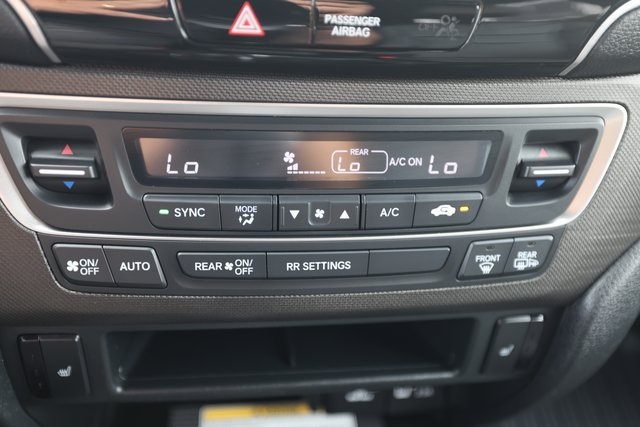 PASSENGER
AIRBAG
REAR
Lo Lo A/C ON Lo
SYNC MODE A/C
ON/OFF AUTO REAR ON/OFF RR SETTINGS FRONT REAR